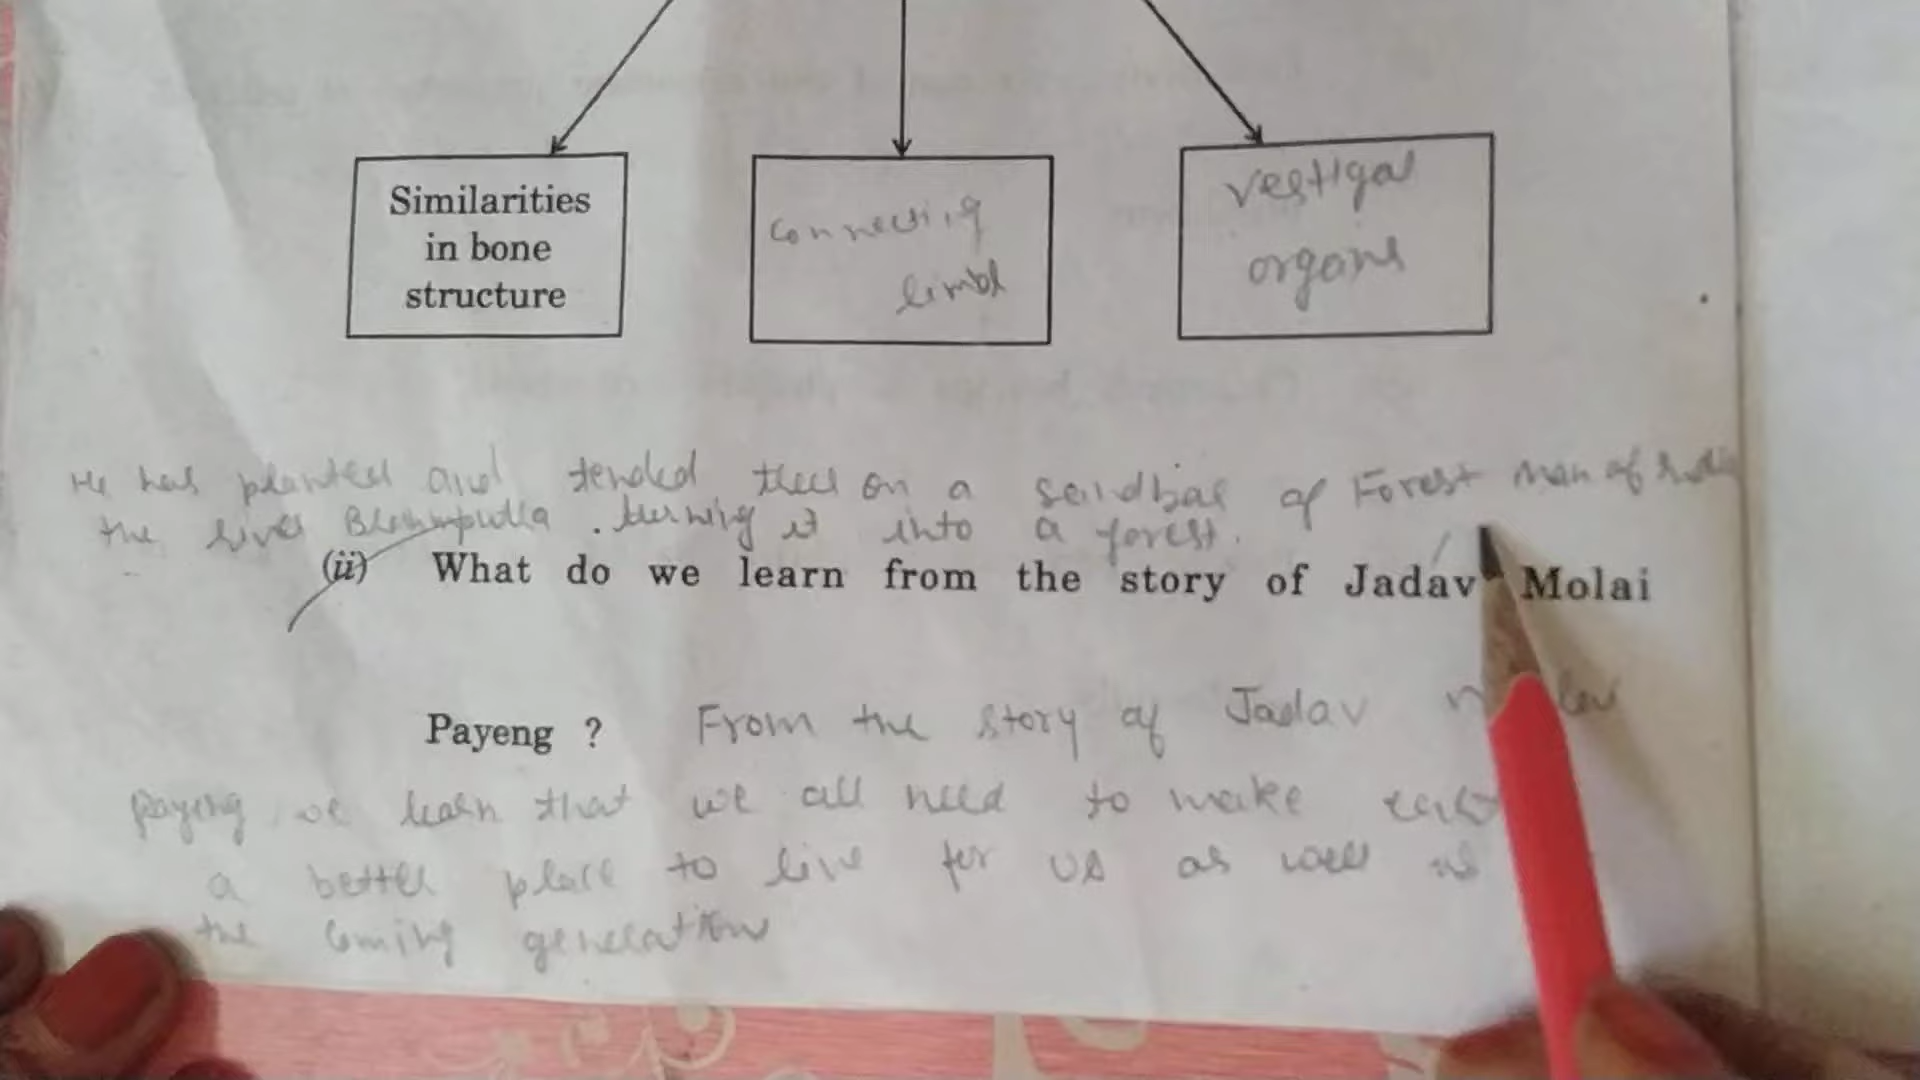 Similarities
in bone
structure
connecting
limbs
vestigal
organs
He has planted and tended trees on a sandbar of Forest Man of India
the river Brahmputra . turning it into a forest.
(ii) What do we learn from the story of Jadav Molai
Payeng ? From the story of Jadav
Payeng we learn that we all need to make
a better place to live for us as well as
the coming generation